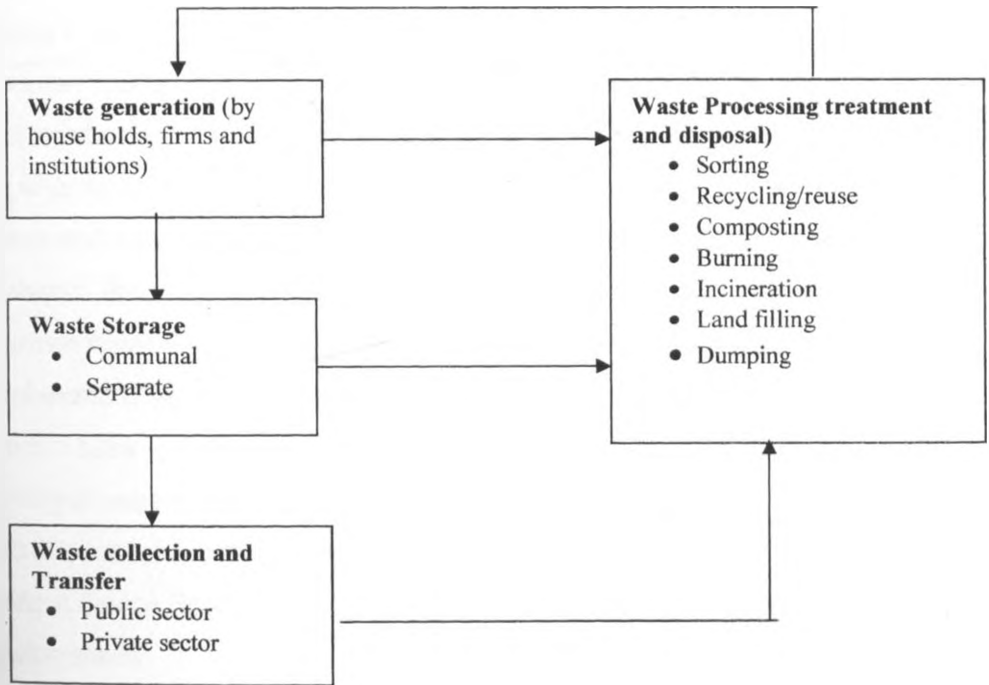 Waste generation (by
house holds, firms and
institutions)
Waste Processing treatment
and disposal)
• Sorting
• Recycling/reuse
• Composting
• Burning
• Incineration
• Land filling
• Dumping
Waste Storage
• Communal
• Separate
Waste collection and
Transfer
• Public sector
• Private sector